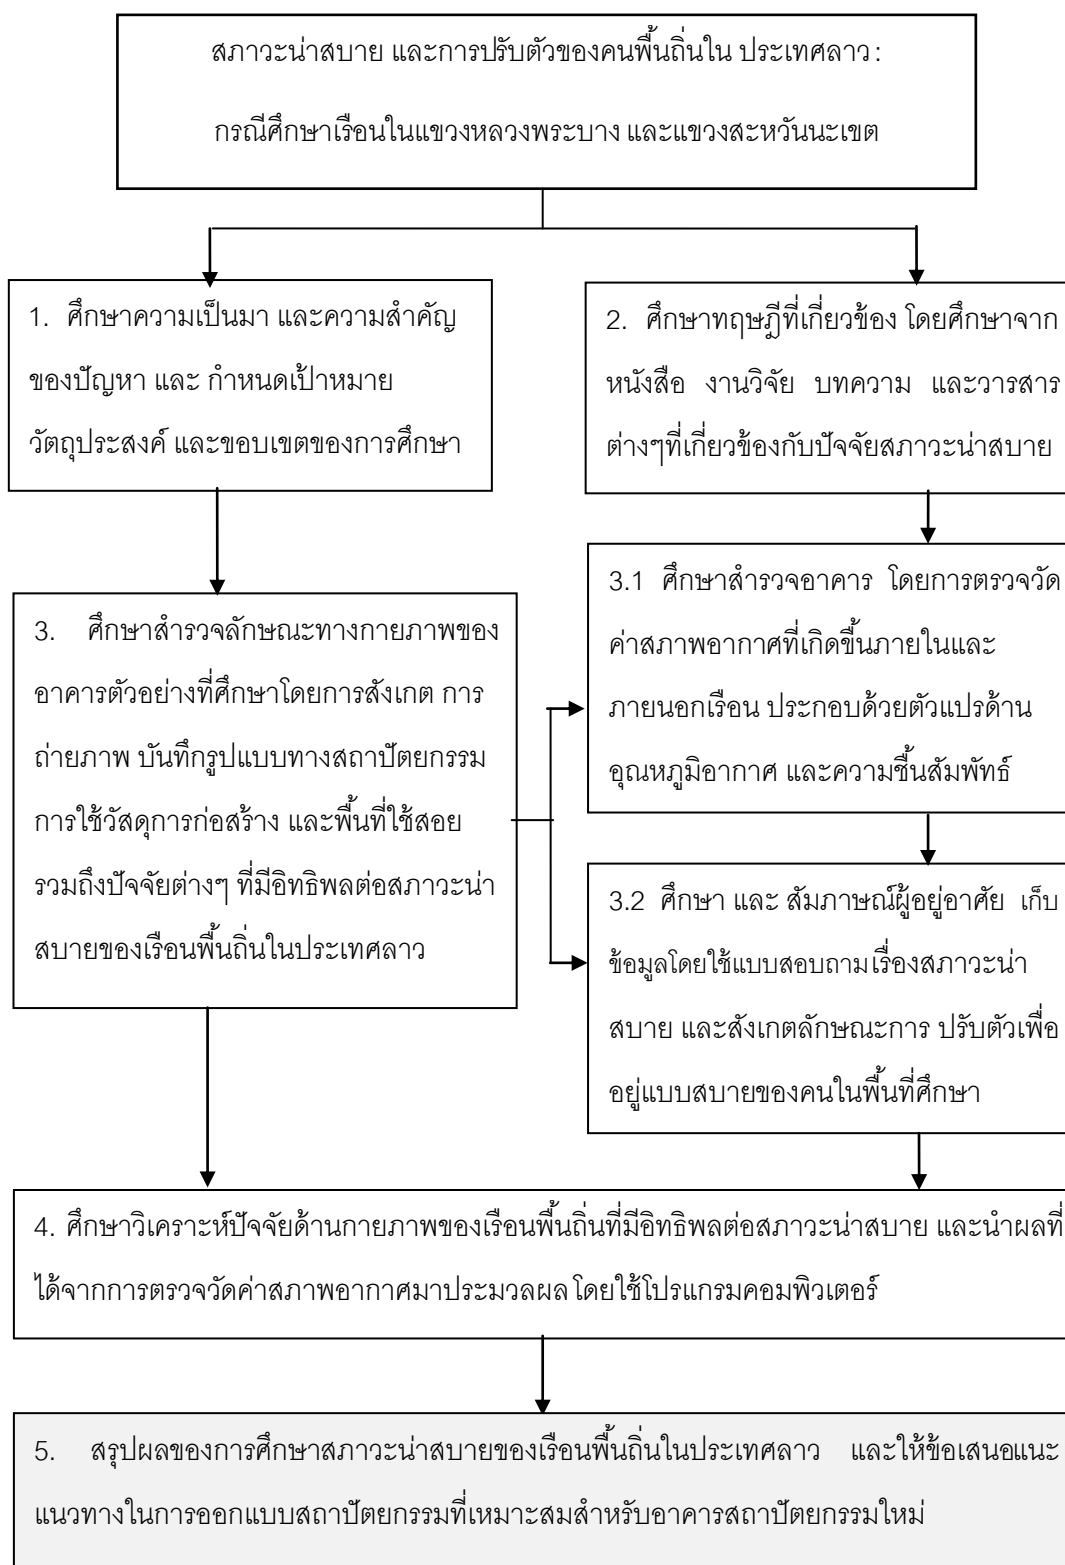 สภาวะน่าสบาย และการปรับตัวของคนพื้นถิ่นใน ประเทศลาว :
กรณีศึกษาเรือนในแขวงหลวงพระบาง และแขวงสะหวันนะเขต
1. ศึกษาความเป็นมา และความสำคัญ
ของปัญหา และ กำหนดเป้าหมาย
วัตถุประสงค์ และขอบเขตของการศึกษา
2. ศึกษาทฤษฎีที่เกี่ยวข้อง โดยศึกษาจาก
หนังสือ งานวิจัย บทความ และวารสาร
ต่างๆที่เกี่ยวข้องกับปัจจัยสภาวะน่าสบาย
3. ศึกษาสำรวจลักษณะทางกายภาพของ
อาคารตัวอย่างที่ศึกษาโดยการสังเกต การ
ถ่ายภาพ บันทึกรูปแบบทางสถาปัตยกรรม
การใช้วัสดุการก่อสร้าง และพื้นที่ใช้สอย
รวมถึงปัจจัยต่างๆ ที่มีอิทธิพลต่อสภาวะน่า
สบายของเรือนพื้นถิ่นในประเทศลาว
3.1 ศึกษาสำรวจอาคาร โดยการตรวจวัด
ค่าสภาพอากาศที่เกิดขื้นภายในและ
ภายนอกเรือน ประกอบด้วยตัวแปรด้าน
อุณหภูมิอากาศ และความชื้นสัมพัทธ์
3.2 ศึกษา และ สัมภาษณ์ผู้อยู่อาศัย เก็บ
ข้อมูลโดยใช้แบบสอบถามเรื่องสภาวะน่า
สบาย และสังเกตลักษณะการ ปรับตัวเพื่อ
อยู่แบบสบายของคนในพื้นที่ศึกษา
4. ศึกษาวิเคราะห์ปัจจัยด้านกายภาพของเรือนพื้นถิ่นที่มีอิทธิพลต่อสภาวะน่าสบาย และนำผลที่
ได้จากการตรวจวัดค่าสภาพอากาศมาประมวลผล โดยใช้โปรแกรมคอมพิวเตอร์
5. สรุปผลของการศึกษาสภาวะน่าสบายของเรือนพื้นถิ่นในประเทศลาว และให้ข้อเสนอแนะ
แนวทางในการออกแบบสถาปัตยกรรมที่เหมาะสมสำหรับอาคารสถาปัตยกรรมใหม่